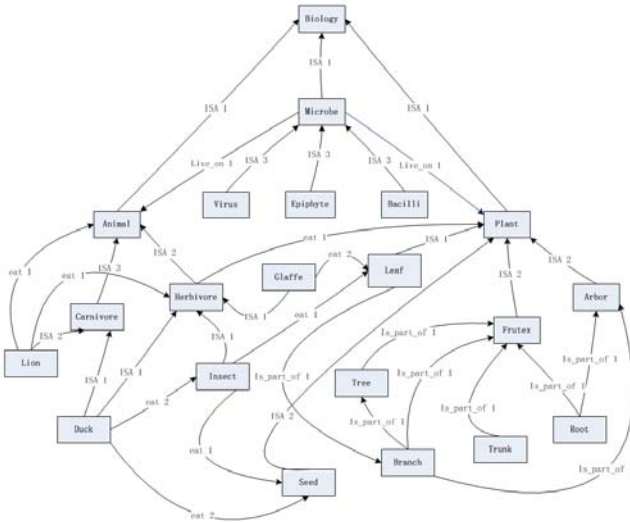 Biology
ISA 1
ISA 1
ISA 1
Microbe
Live_on 1
ISA 3
ISA 3
ISA 3
Live_on 1
Virus
Epiphyte
Bacilli
Animal
Plant
eat 1
ISA 2
eat 1
eat 2
ISA 1
eat 1
ISA 3
Glaffe
Leaf
ISA 2
ISA 2
Herbivore
ISA 1
Arbor
Carnivore
eat 1
Is_part_of 1
Frutex
ISA 2
Lion
ISA 1
ISA 1
ISA 1
Insect
Is_part_of 1
Tree
Is_part_of 1
Is_part_of 1
Is_part_of 1
eat 2
ISA 2
Is_part_of 1
Duck
Root
eat 1
Trunk
Branch
Is_part_of
Seed
eat 2